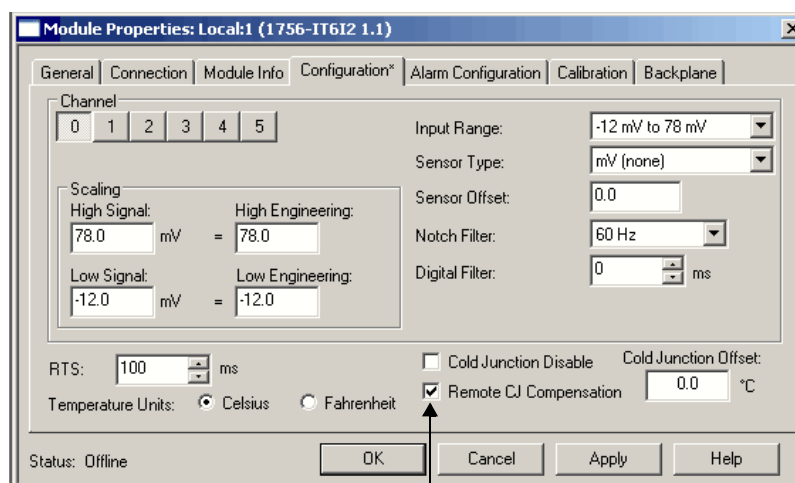 Module Properties: Local:1 (1756-IT6I2 1.1)
General Connection Module Info Configuration* Alarm Configuration Calibration Backplane
Channel
0 1 2 3 4 5
Input Range: -12 mV to 78 mV
Sensor Type: mV (none)
Scaling
Sensor Offset: 0.0
High Signal: High Engineering:
78.0 mV = 78.0
Notch Filter: 60 Hz
Low Signal: Low Engineering:
-12.0 mV = -12.0
Digital Filter: 0 ms
RTS: 100 ms
Cold Junction Disable Cold Junction Offset:
Remote CJ Compensation 0.0 °C
Temperature Units: Celsius Fahrenheit
Status: Offline OK Cancel Apply Help